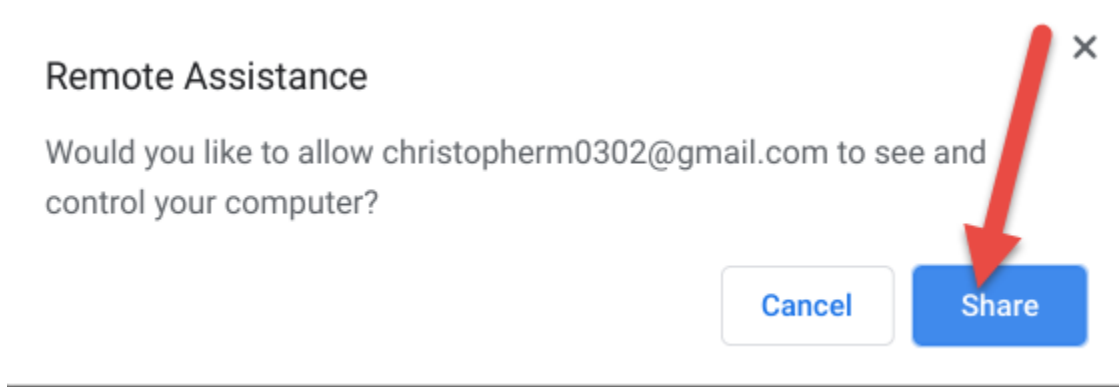 Remote Assistance
Would you like to allow christopherm0302@gmail.com to see and
control your computer?
Cancel
Share